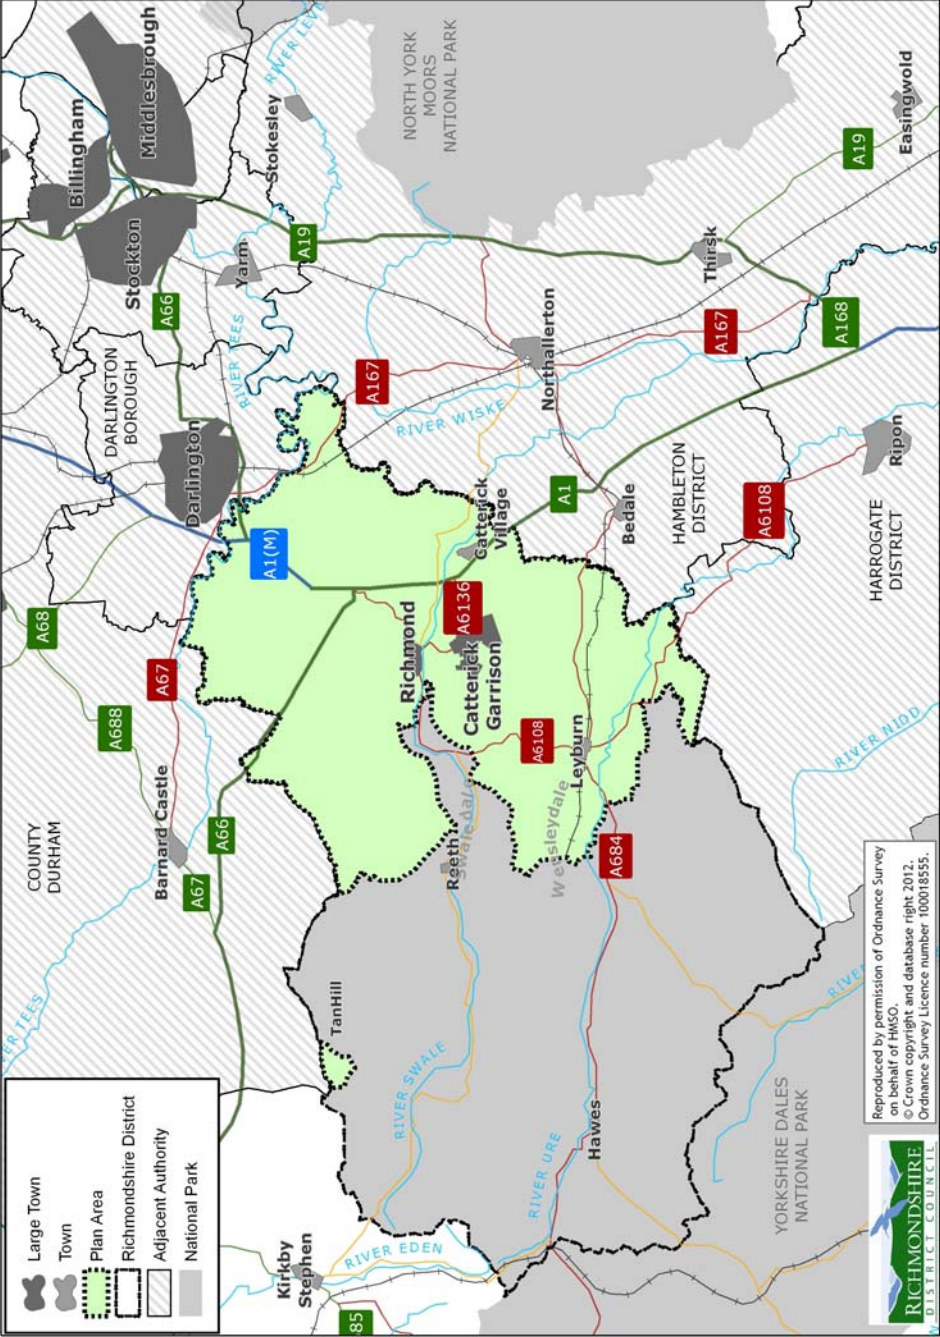 Large Town
Town
Plan Area
Richmondshire District
Adjacent Authority
National Park
COUNTY
DURHAM
A68
A688
Billingham
Middlesbrough
Stockton
DARLINGTON
BOROUGH
Barnard Castle
A67
A67
A66
A66
Darlington
Yarm
RIVER TEES
Stokesley
A1(M)
A19
Kirkby
Stephen
RIVER EDEN
TanHill
A167
RIVER SWALE
RIVER WISKE
Richmond
NORTH YORK
MOORS
NATIONAL PARK
Reeth
Swaledale
A6136
Catterick
Garrison
Catterick
Village
A6108
RIVER URE
Wensleydale
Leyburn
A1
Northallerton
Hawes
A684
Bedale
HAMBLETON
DISTRICT
A167
Thirsk
A6108
YORKSHIRE DALES
NATIONAL PARK
A168
A19
RIVER NIDD
HARROGATE
DISTRICT
Ripon
Easingwold
RICHMONDSHIRE
DISTRICT COUNCIL
Reproduced by permission of Ordnance Survey
on behalf of HMSO.
© Crown copyright and database right 2012.
Ordnance Survey Licence number 100018555.